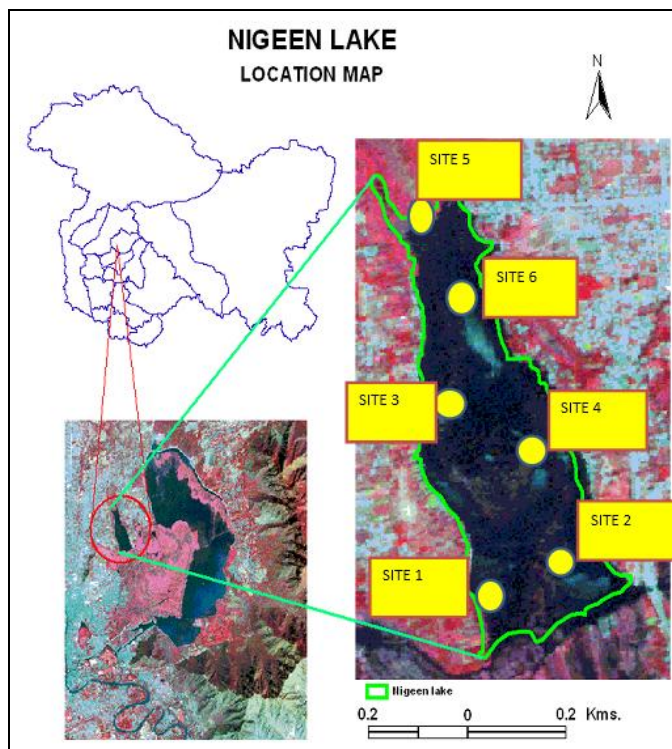 NIGEEN LAKE
LOCATION MAP
N
SITE 5
SITE 6
SITE 3
SITE 4
SITE 2
SITE 1
Nigeen lake
0.2 0 0.2 Kms.